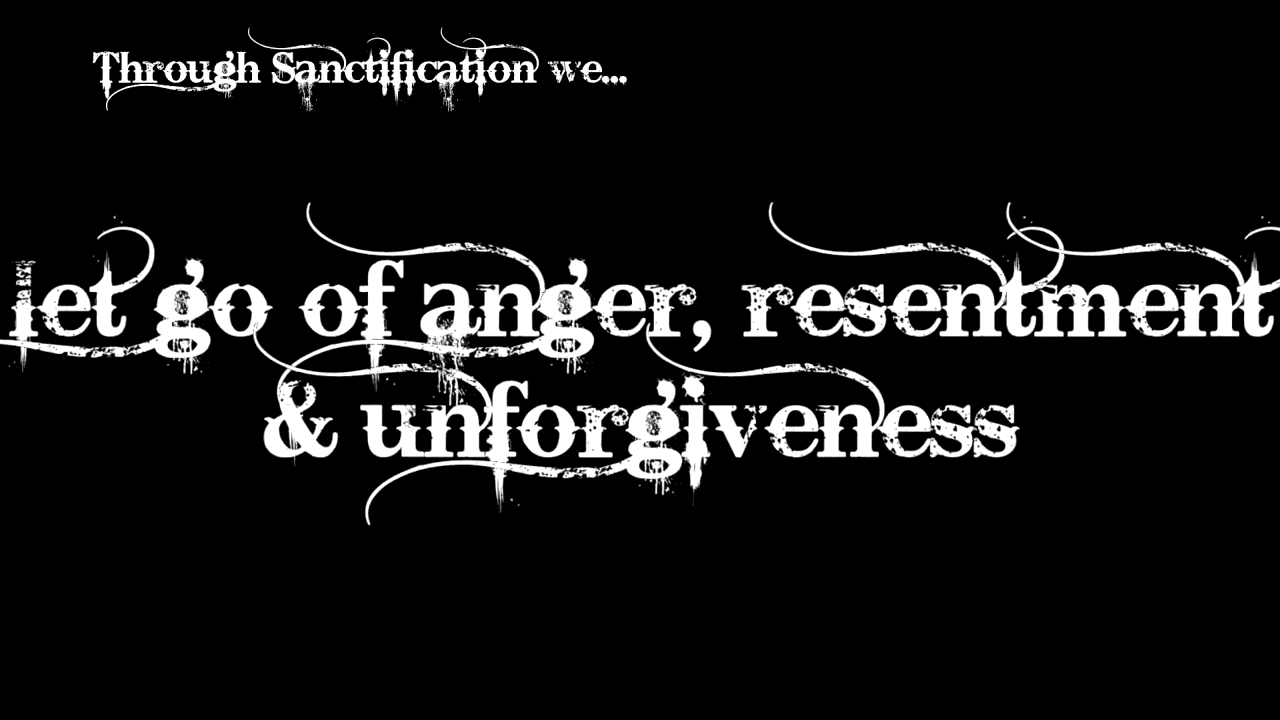 Through Sanctification we...
let go of anger, resentment
& unforgiveness